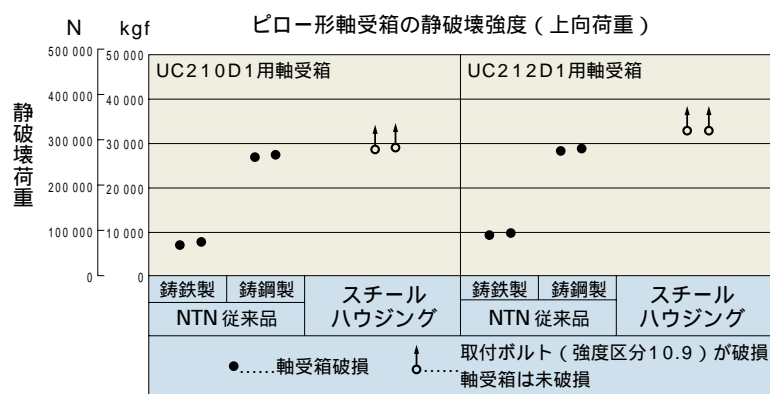 ピロー形軸受箱の静破壊強度（上向荷重）
N kgf
500 000 50 000
400 000 40 000
300 000 30 000
200 000 20 000
100 000 10 000
0 0
静破壊荷重
UC210D1用軸受箱 UC212D1用軸受箱
鋳鉄製 鋳鋼製 スチール 鋳鉄製 鋳鋼製 スチール
NTN 従来品 ハウジング NTN 従来品 ハウジング
●……軸受箱破損 ……取付ボルト（強度区分10.9）が破損
軸受箱は未破損